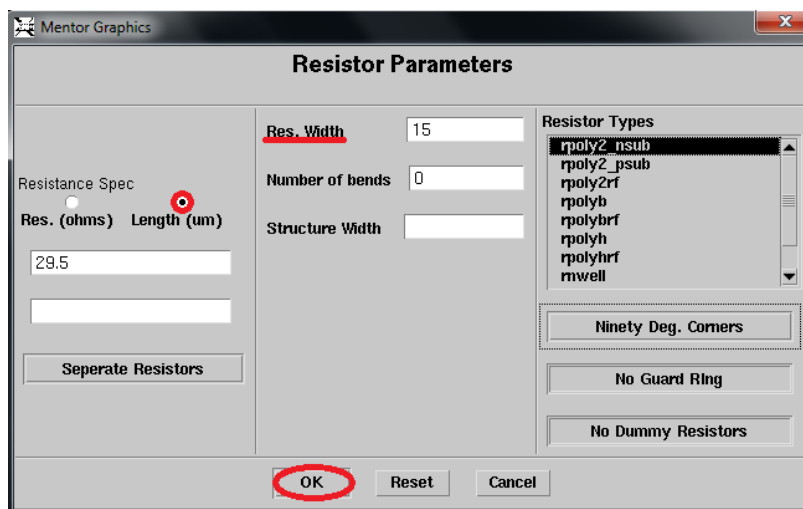 Mentor Graphics
x
Resistor Parameters
Resistance Spec
Res. (ohms) Length (um)
29.5
Seperate Resistors
Res. Width 15
Number of bends 0
Structure Width
Resistor Types
rpoly2_nsub
rpoly2_psub
rpoly2rf
rpolyb
rpolybrf
rpolyh
rpolyhrf
rnwell
Ninety Deg. Corners
No Guard RIng
No Dummy Resistors
OK Reset Cancel